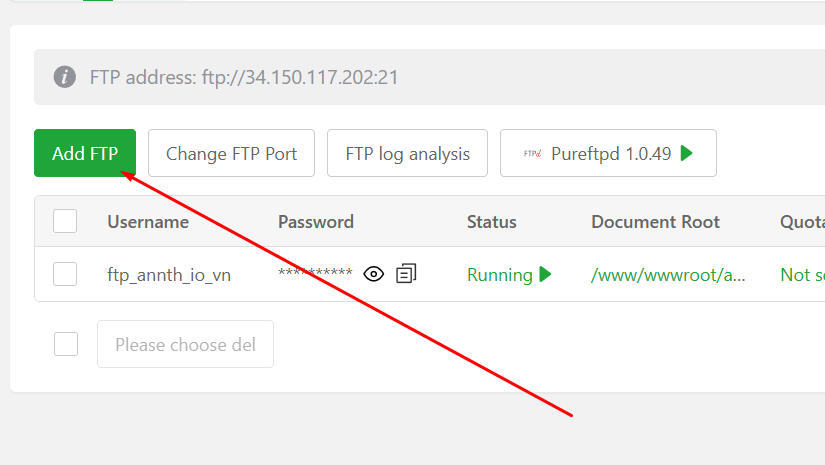 FTP address: ftp://34.150.117.202:21
Add FTP Change FTP Port FTP log analysis FTPd Pureftpd 1.0.49
Username Password Status Document Root Quota
ftp_annth_io_vn ********** Running /www/wwwroot/a... Not
Please choose del